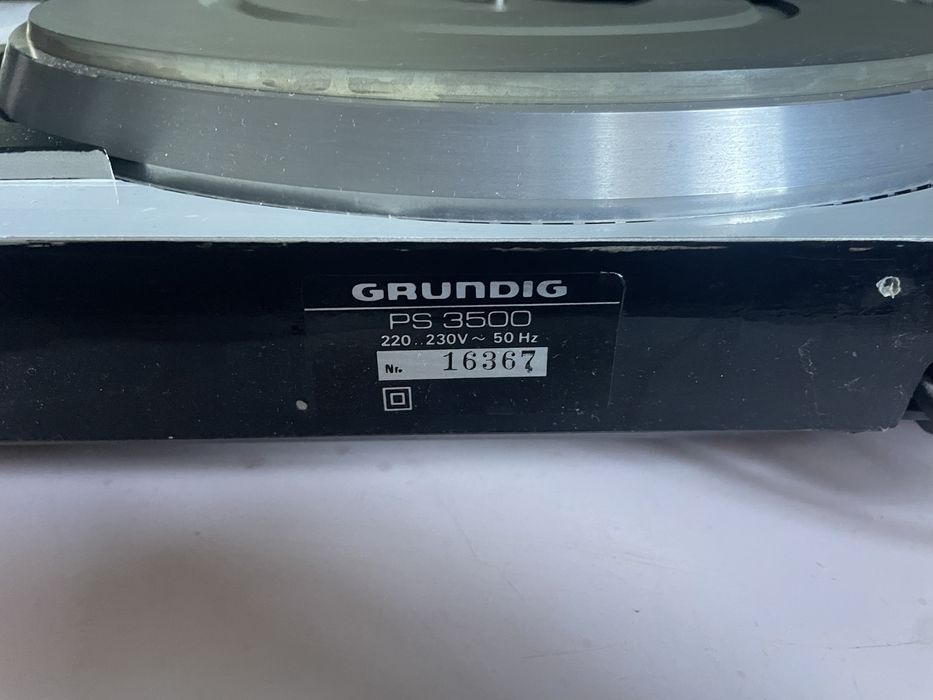 GRUNDIG
PS 3500
220..230V~ 50 Hz
Nr. 16367